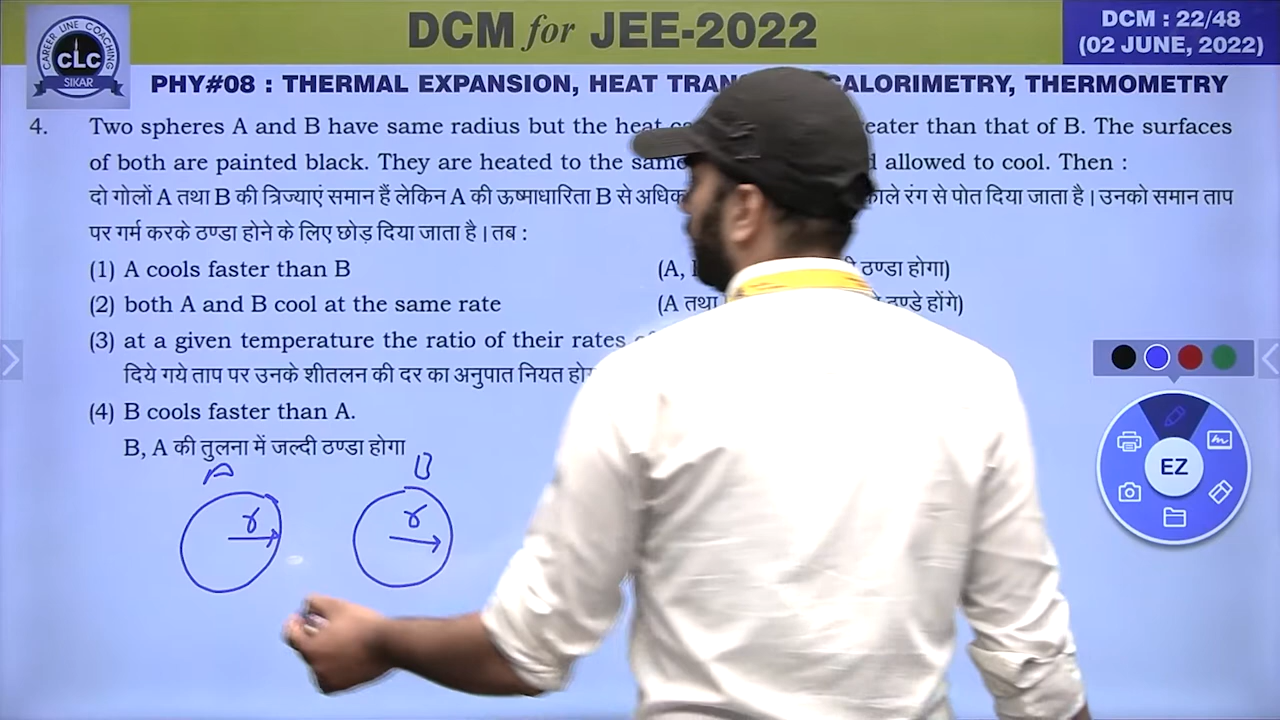 DCM for JEE-2022
DCM : 22/48
(02 JUNE, 2022)
CAREER LINE COACHING
CLC
SIKAR
PHY#08 : THERMAL EXPANSION, HEAT TRAN ALORIMETRY, THERMOMETRY
4. Two spheres A and B have same radius but the heat eater than that of B. The surfaces
of both are painted black. They are heated to the same allowed to cool. Then :
दो गोलों A तथा B की त्रिज्याएं समान हैं लेकिन A की ऊष्माधारिता B से अधिक काले रंग से पोत दिया जाता है। उनको समान ताप
पर गर्म करके ठण्डा होने के लिए छोड़ दिया जाता है। तब :
(1) A cools faster than B (A, ठण्डा होगा)
(2) both A and B cool at the same rate (A तथा ठण्डे होंगे)
(3) at a given temperature the ratio of their rates
दिये गये ताप पर उनके शीतलन की दर का अनुपात नियत
(4) B cools faster than A.
B, A की तुलना में जल्दी ठण्डा होगा
A B
r r
EZ